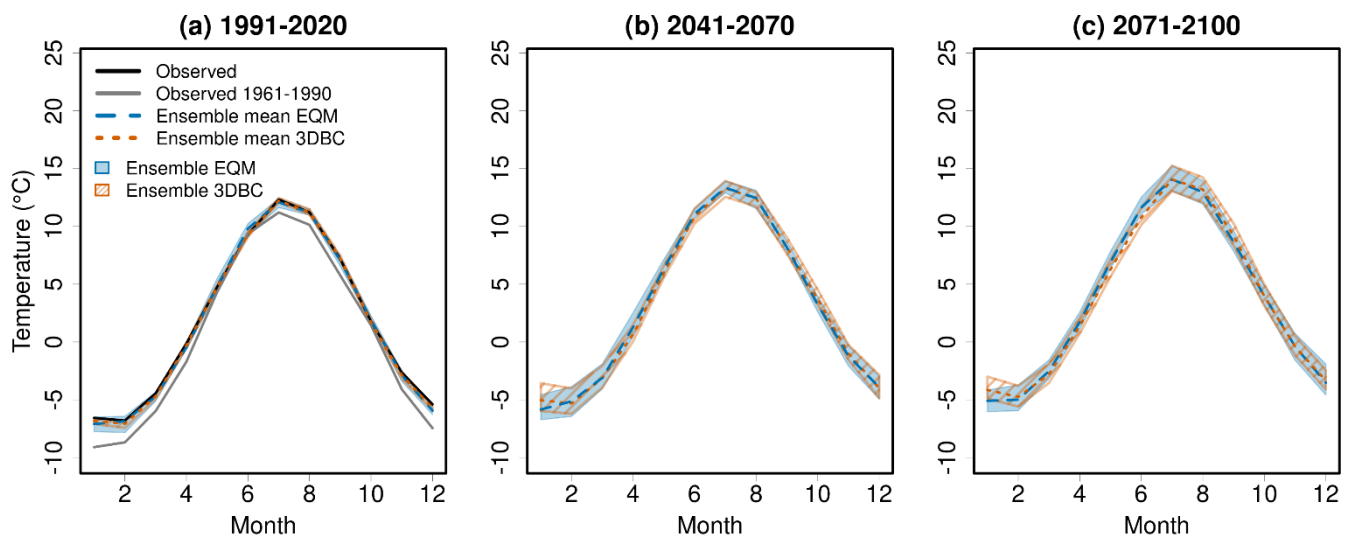 (a) 1991-2020
(b) 2041-2070
(c) 2071-2100
Temperature (°C)
25
20
15
10
5
0
-5
-10
Observed
Observed 1961-1990
Ensemble mean EQM
Ensemble mean 3DBC
Ensemble EQM
Ensemble 3DBC
2 4 6 8 10 12
Month
25
20
15
10
5
0
-5
-10
2 4 6 8 10 12
Month
25
20
15
10
5
0
-5
-10
2 4 6 8 10 12
Month